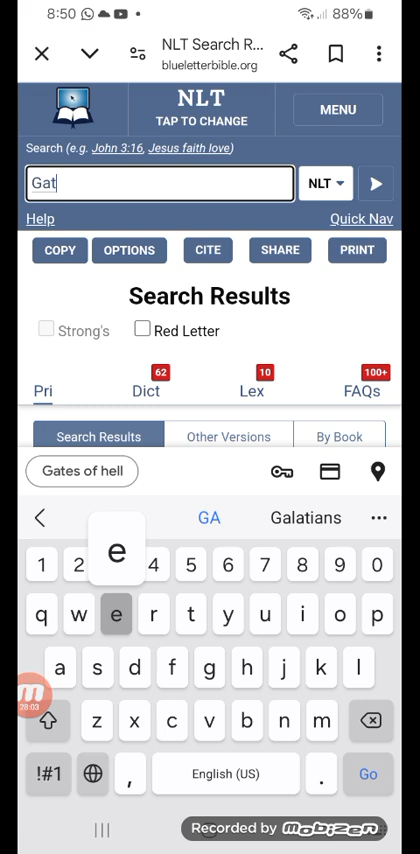 8:50
88%
NLT Search R...
blueletterbible.org
NLT
TAP TO CHANGE
MENU
Search (e.g. John 3:16, Jesus faith love)
Gat
NLT
Help
Quick Nav
COPY
OPTIONS
CITE
SHARE
PRINT
Search Results
Strong's
Red Letter
Pri
Dict 62
Lex 10
FAQs 100+
Search Results
Other Versions
By Book
Gates of hell
GA
Galatians
e
1 2 4 5 6 7 8 9 0
q w e r t y u i o p
a s d f g h j k l
z x c v b n m
28:03
!#1 , English (US) . Go
Recorded by mobizen